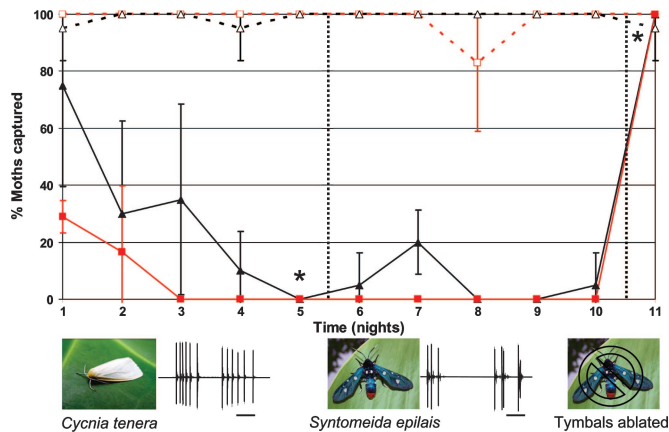 100
80
60
40
20
0
% Moths captured
*
*
1 2 3 4 5 6 7 8 9 10 11
Time (nights)
Cycnia tenera
Syntomeida epilais
Tymbals ablated